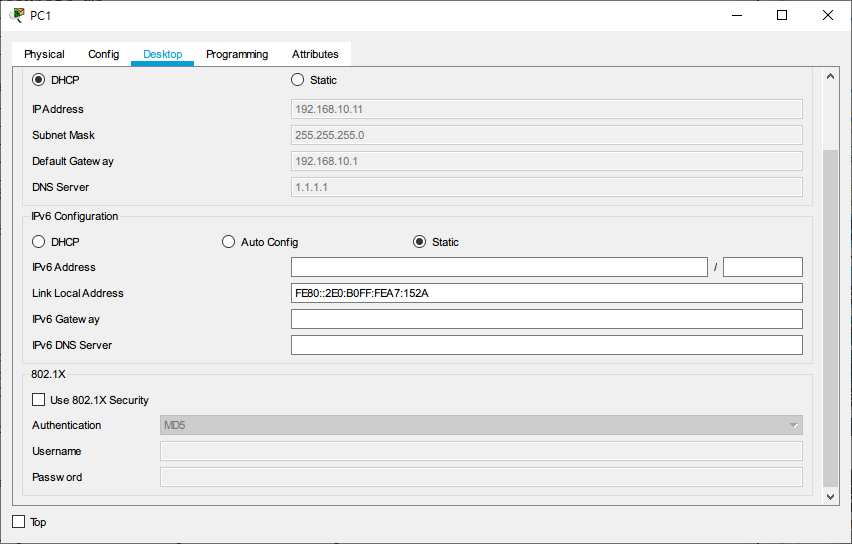 PC1
Physical Config Desktop Programming Attributes
DHCP Static
IP Address 192.168.10.11
Subnet Mask 255.255.255.0
Default Gateway 192.168.10.1
DNS Server 1.1.1.1
IPv6 Configuration
DHCP Auto Config Static
IPv6 Address /
Link Local Address FE80::2E0:B0FF:FEA7:152A
IPv6 Gateway
IPv6 DNS Server
802.1X
Use 802.1X Security
Authentication MD5
Username
Password
Top